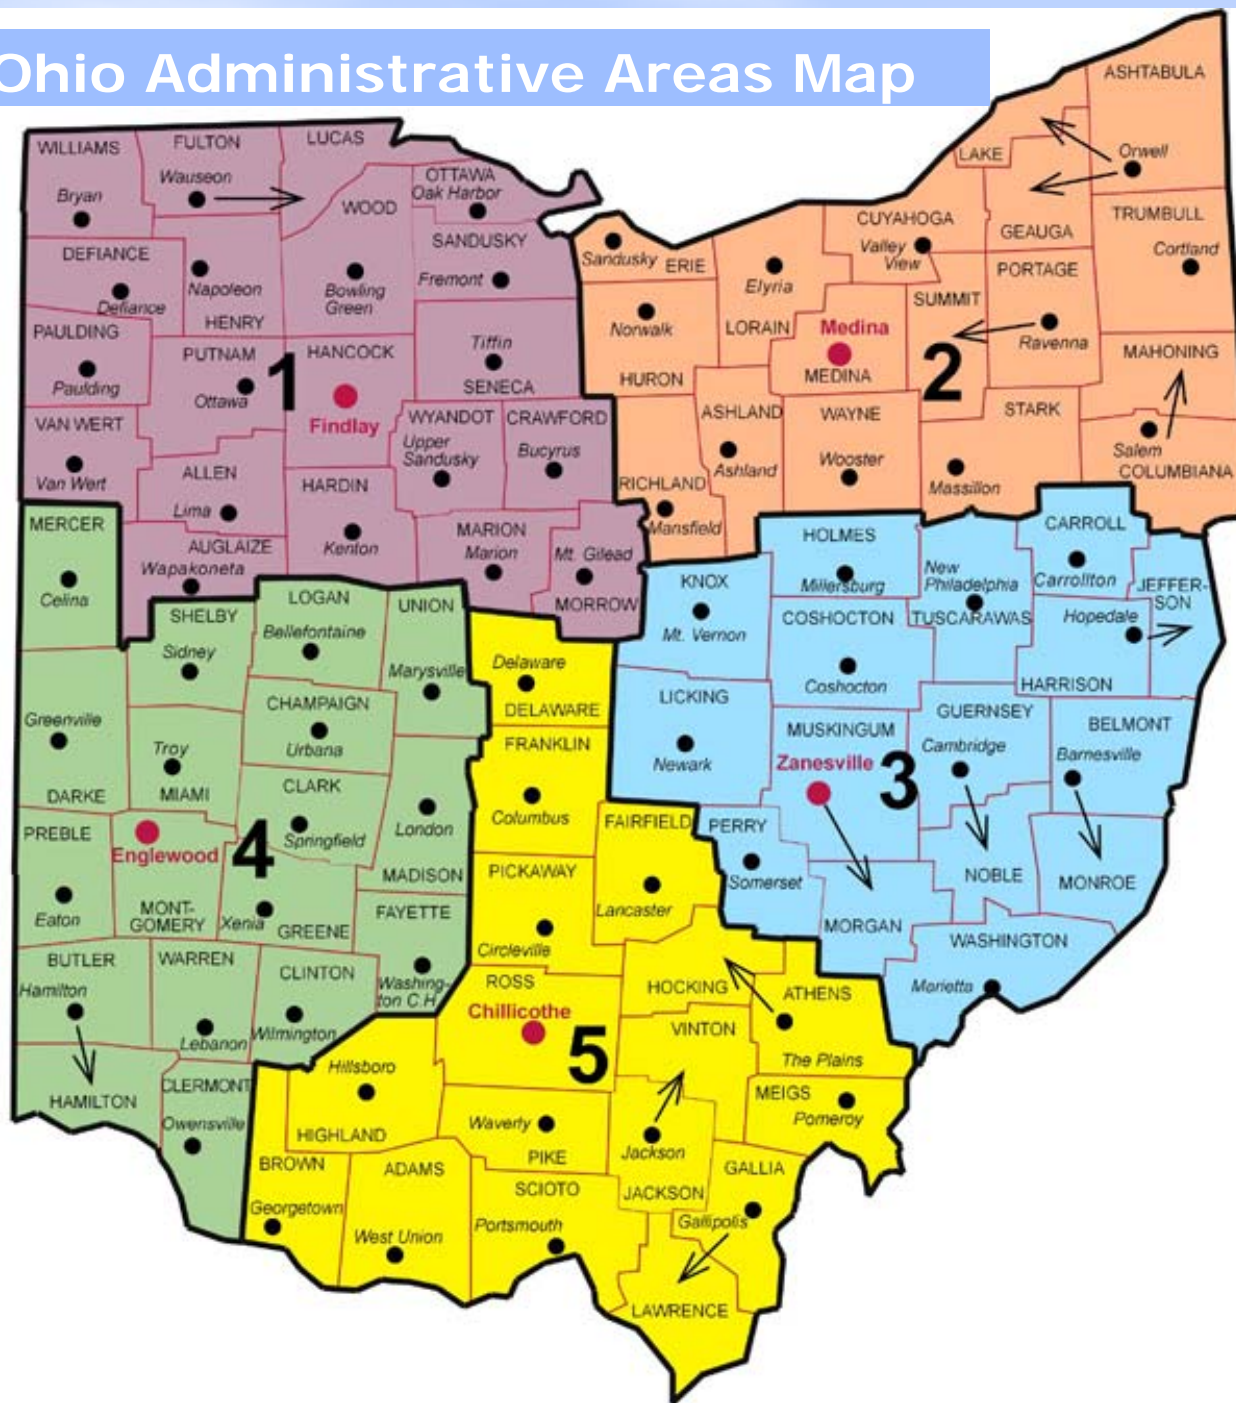 Ohio Administrative Areas Map
WILLIAMS
Bryan
FULTON
Wauseon
LUCAS
OTTAWA
Oak Harbor
WOOD
Bowling
Green
SANDUSKY
Fremont
DEFIANCE
Defiance
Napoleon
HENRY
PAULDING
Paulding
PUTNAM
Ottawa
1
HANCOCK
Findlay
Tiffin
SENECA
VAN WERT
Van Wert
ALLEN
Lima
HARDIN
Kenton
WYANDOT
Upper
Sandusky
CRAWFORD
Bucyrus
AUGLAIZE
Wapakoneta
MARION
Marion
Mt. Gilead
MORROW
ASHTABULA
Orwell
LAKE
GEAUGA
TRUMBULL
Cortland
CUYAHOGA
Valley
View
Sandusky
ERIE
Elyria
LORAIN
Norwalk
HURON
Medina
MEDINA
SUMMIT
2
PORTAGE
Ravenna
MAHONING
STARK
Massillon
Salem
COLUMBIANA
ASHLAND
Ashland
WAYNE
Wooster
RICHLAND
Mansfield
HOLMES
Millersburg
CARROLL
Carrollton
JEFFER-
SON
KNOX
Mt. Vernon
COSHOCTON
Coshocton
New
Philadelphia
TUSCARAWAS
Hopedale
HARRISON
LICKING
Newark
MUSKINGUM
Zanesville
3
GUERNSEY
Cambridge
BELMONT
Barnesville
PERRY
Somerset
MORGAN
NOBLE
MONROE
WASHINGTON
Marietta
MERCER
Celina
SHELBY
Sidney
LOGAN
Bellefontaine
UNION
Marysville
Greenville
DARKE
Troy
MIAMI
CHAMPAIGN
Urbana
CLARK
Springfield
London
MADISON
PREBLE
Eaton
Englewood
MONT-
GOMERY
4
Xenia
GREENE
FAYETTE
Washing-
ton C.H.
BUTLER
Hamilton
WARREN
Lebanon
CLINTON
Wilmington
HAMILTON
CLERMONT
Owensville
Delaware
DELAWARE
FRANKLIN
Columbus
FAIRFIELD
Lancaster
PICKAWAY
Circleville
ROSS
Chillicothe
5
HOCKING
ATHENS
The Plains
VINTON
MEIGS
Pomeroy
Hillsboro
HIGHLAND
Waverly
PIKE
Jackson
JACKSON
GALLIA
Gallipolis
BROWN
Georgetown
ADAMS
West Union
SCIOTO
Portsmouth
LAWRENCE